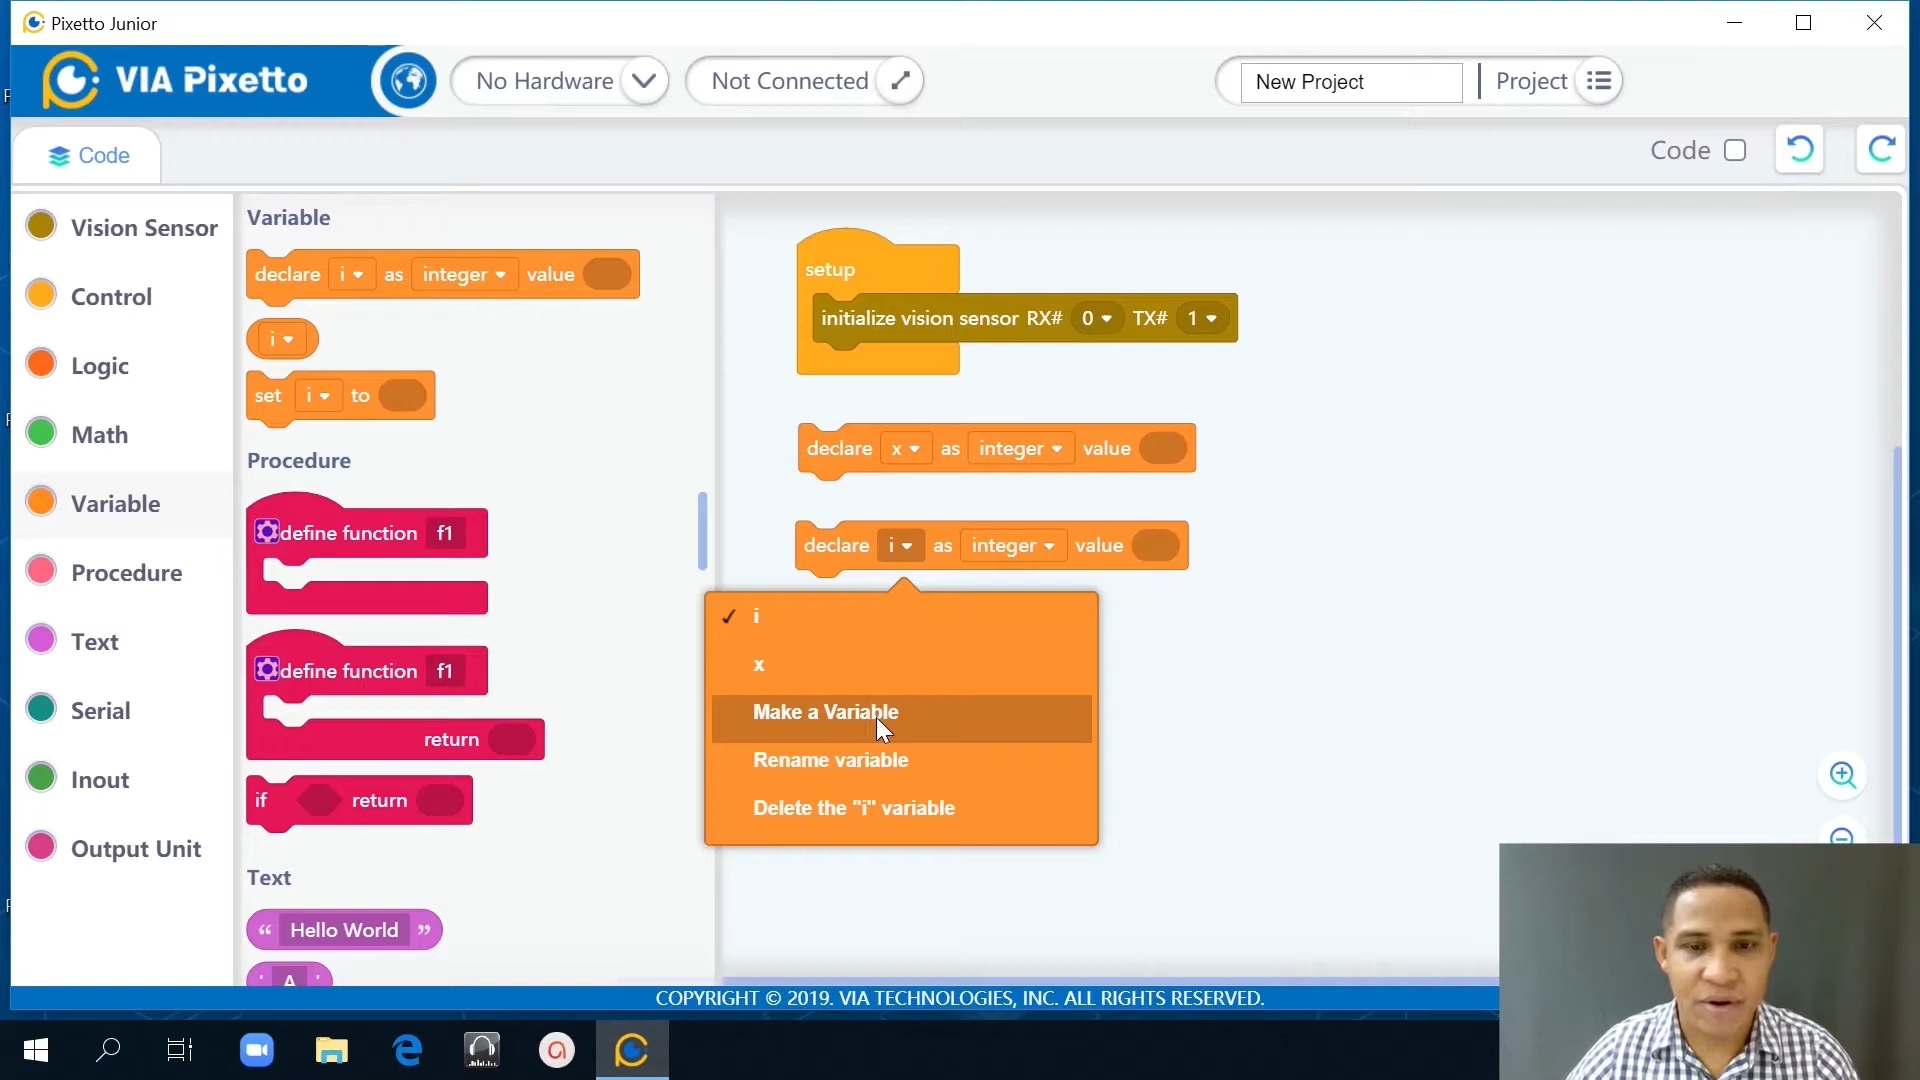 Pixetto Junior
VIA Pixetto
No Hardware
Not Connected
New Project
Project
Code
Code
Vision Sensor
Control
Logic
Math
Variable
Procedure
Text
Serial
Inout
Output Unit
Variable
declare i as integer value
i
set i to
Procedure
define function f1
define function f1
return
if return
Text
“ Hello World ”
' A '
setup
initialize vision sensor RX# 0 TX# 1
declare x as integer value
declare i as integer value
✓ i
x
Make a Variable
Rename variable
Delete the "i" variable
COPYRIGHT © 2019. VIA TECHNOLOGIES, INC. ALL RIGHTS RESERVED.